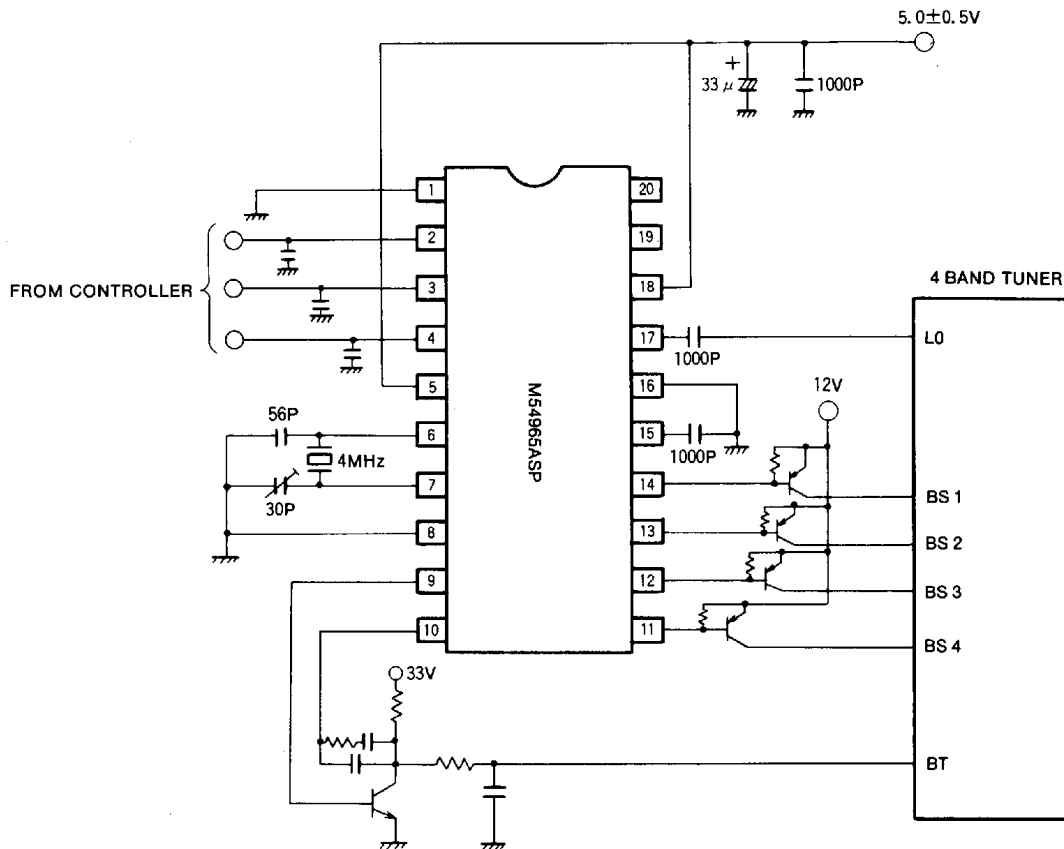 5.0±0.5V
+
33μ
1000P
1
20
2
19
FROM CONTROLLER
3
18
4 BAND TUNER
4
17
1000P
LO
5
16
12V
56P
6
15
1000P
4MHz
M54965ASP
30P
7
14
BS 1
8
13
BS 2
9
12
BS 3
10
11
BS 4
33V
BT